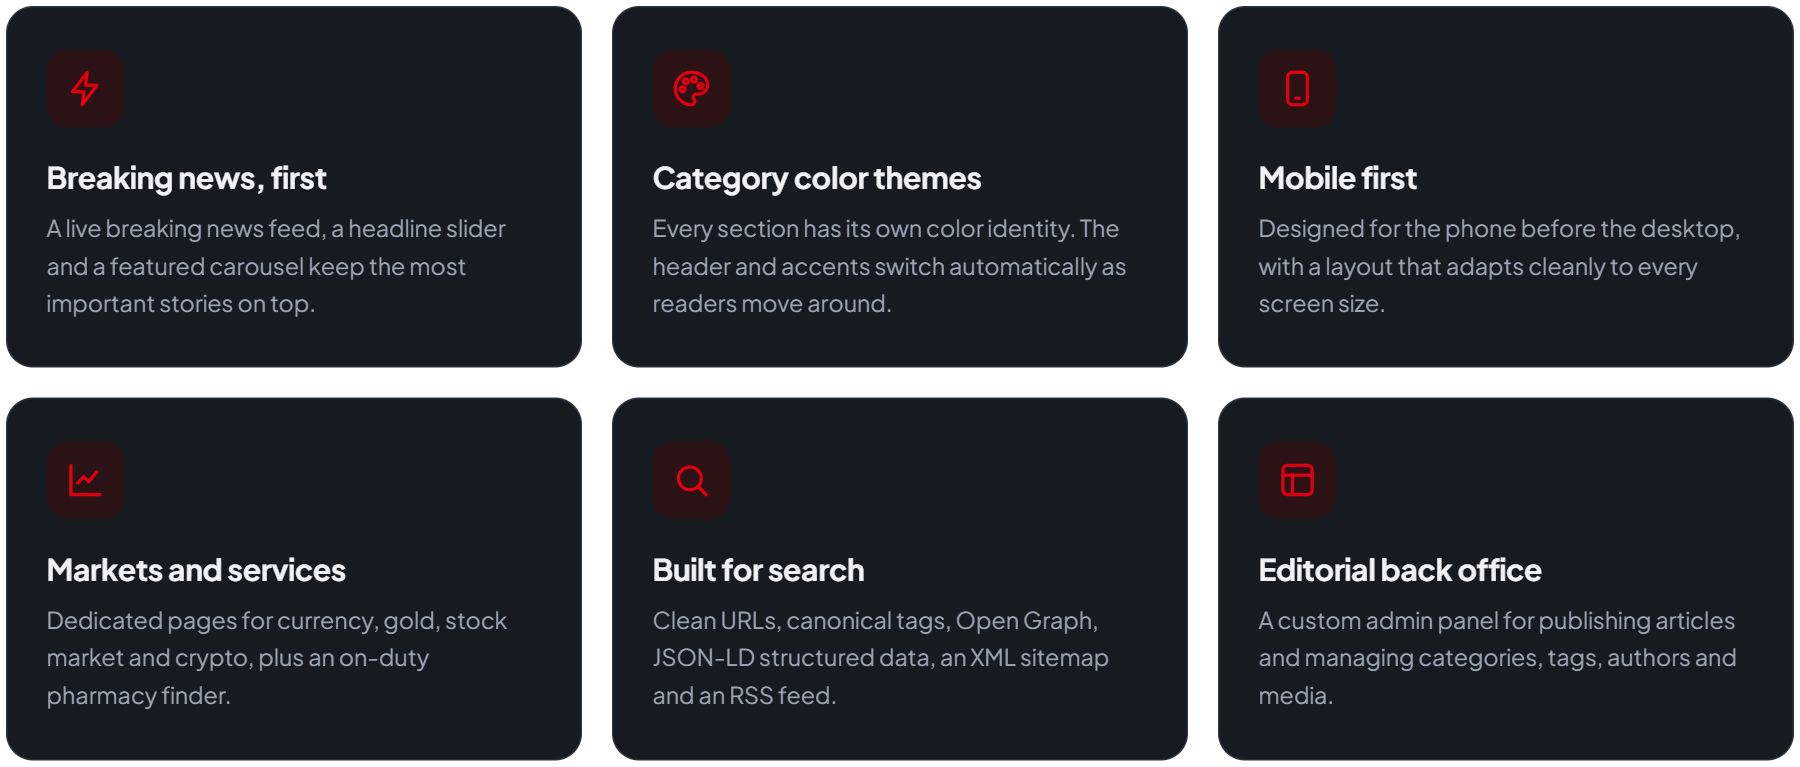 Breaking news, first
A live breaking news feed, a headline slider
and a featured carousel keep the most
important stories on top.
Category color themes
Every section has its own color identity. The
header and accents switch automatically as
readers move around.
Mobile first
Designed for the phone before the desktop,
with a layout that adapts cleanly to every
screen size.
Markets and services
Dedicated pages for currency, gold, stock
market and crypto, plus an on-duty
pharmacy finder.
Built for search
Clean URLs, canonical tags, Open Graph,
JSON-LD structured data, an XML sitemap
and an RSS feed.
Editorial back office
A custom admin panel for publishing articles
and managing categories, tags, authors and
media.